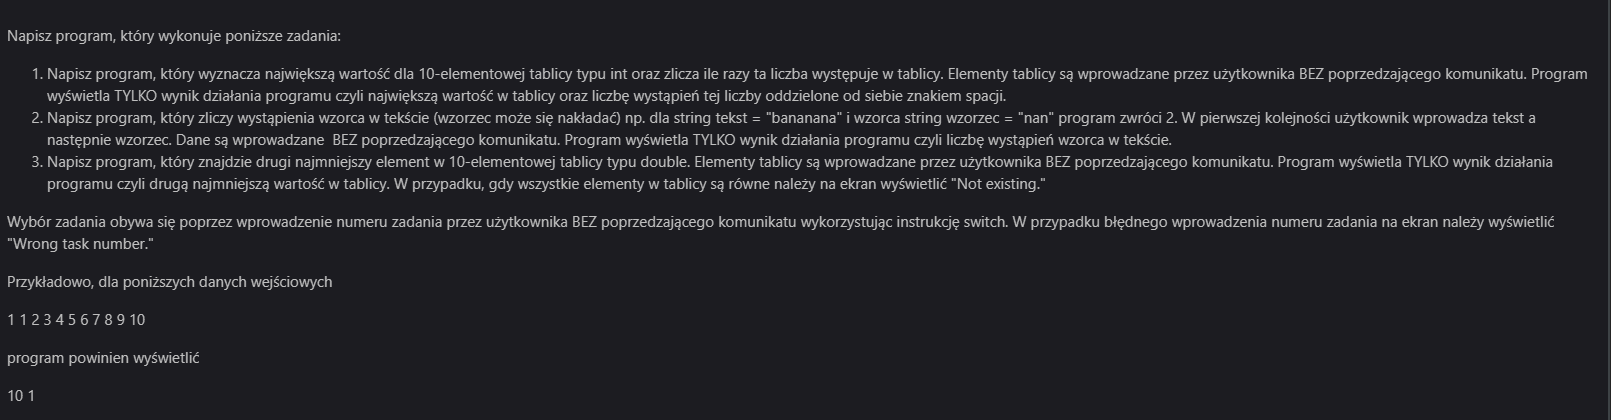 Napisz program, który wykonuje poniższe zadania:
1. Napisz program, który wyznacza największą wartość dla 10-elementowej tablicy typu int oraz zlicza ile razy ta liczba występuje w tablicy. Elementy tablicy są wprowadzane przez użytkownika BEZ poprzedzającego komunikatu. Program
wyświetla TYLKO wynik działania programu czyli największą wartość w tablicy oraz liczbę wystąpień tej liczby oddzielone od siebie znakiem spacji.
2. Napisz program, który zliczy wystąpienia wzorca w tekście (wzorzec może się nakładać) np. dla string tekst = "bananana" i wzorca string wzorzec = "nan" program zwróci 2. W pierwszej kolejności użytkownik wprowadza tekst a
następnie wzorzec. Dane są wprowadzane  BEZ poprzedzającego komunikatu. Program wyświetla TYLKO wynik działania programu czyli liczbę wystąpień wzorca w tekście.
3. Napisz program, który znajdzie drugi najmniejszy element w 10-elementowej tablicy typu double. Elementy tablicy są wprowadzane przez użytkownika BEZ poprzedzającego komunikatu. Program wyświetla TYLKO wynik działania
programu czyli drugą najmniejszą wartość w tablicy. W przypadku, gdy wszystkie elementy w tablicy są równe należy na ekran wyświetlić "Not existing."
Wybór zadania obywa się poprzez wprowadzenie numeru zadania przez użytkownika BEZ poprzedzającego komunikatu wykorzystując instrukcję switch. W przypadku błędnego wprowadzenia numeru zadania na ekran należy wyświetlić
"Wrong task number."
Przykładowo, dla poniższych danych wejściowych
1 1 2 3 4 5 6 7 8 9 10
program powinien wyświetlić
10 1